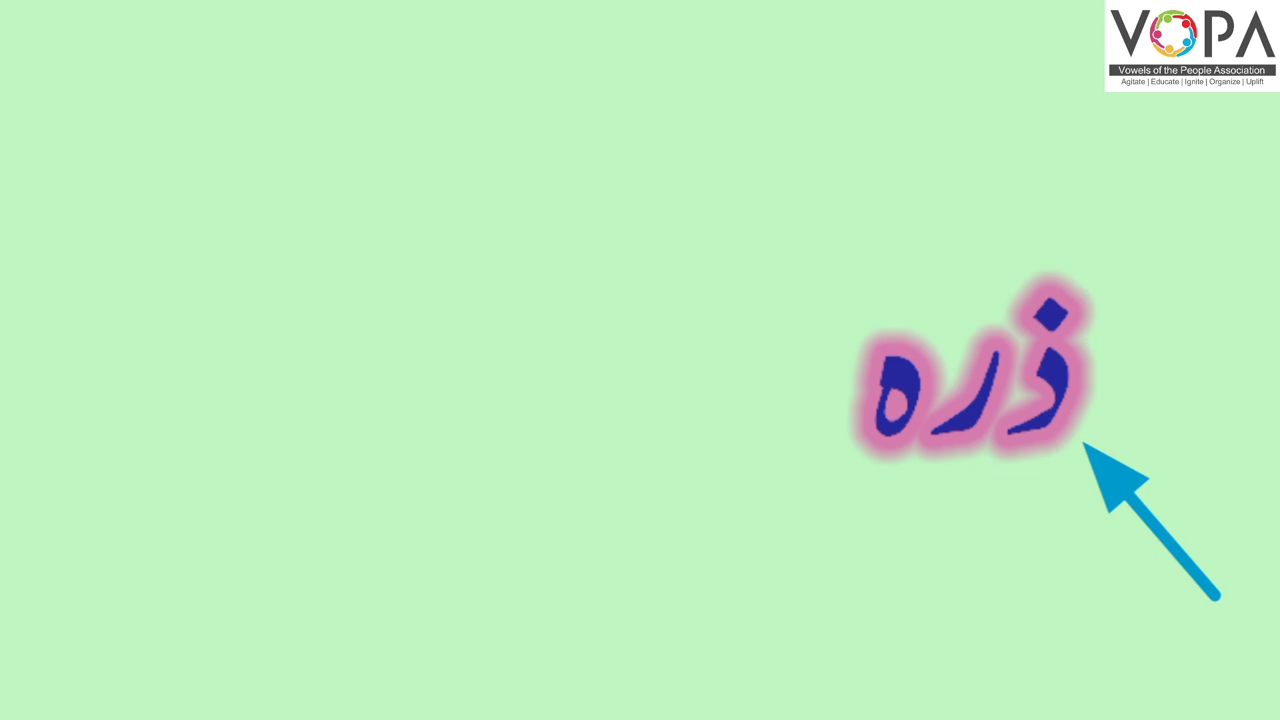 VOPA
Vowels of the People Association
Agitate | Educate | Ignite | Organize | Uplift
ذرہ